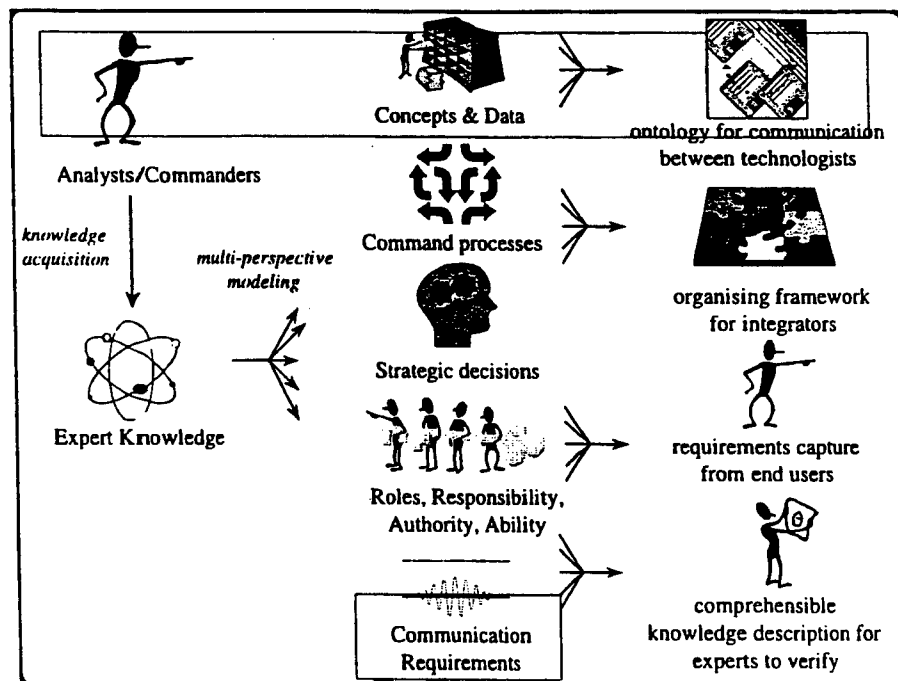 Analysts/Commanders
knowledge
acquisition
Expert Knowledge
multi-perspective
modeling
Concepts & Data
Command processes
Strategic decisions
Roles, Responsibility,
Authority, Ability
Communication
Requirements
ontology for communication
between technologists
organising framework
for integrators
requirements capture
from end users
θ
comprehensible
knowledge description for
experts to verify